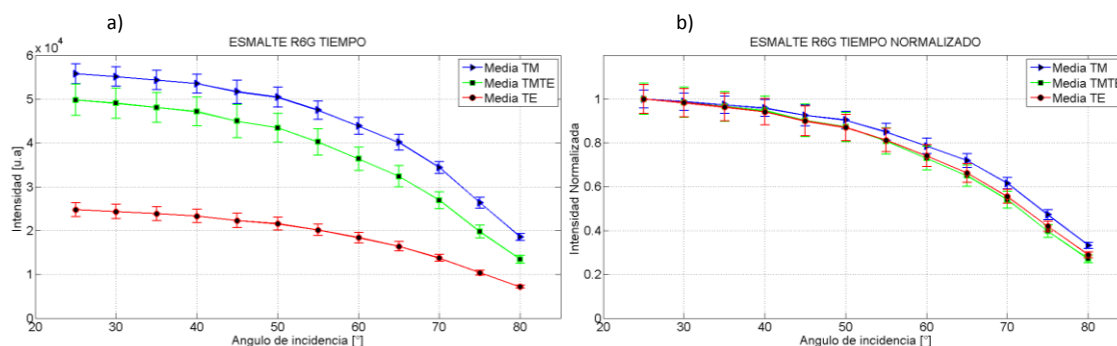 a)
ESMALTE R6G TIEMPO
x 10^4
6
5
4
3
2
1
0
20
30
40
50
60
70
80
Intensidad [u.a]
Angulo de incidencia [°]
Media TM
Media TMTE
Media TE
b)
ESMALTE R6G TIEMPO NORMALIZADO
1
0.8
0.6
0.4
0.2
0
20
30
40
50
60
70
80
Intensidad Normalizada
Angulo de incidencia [°]
Media TM
Media TMTE
Media TE